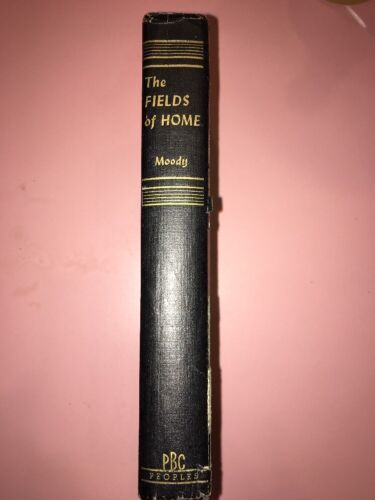 The
FIELDS
of HOME
Moody
PBC
PEOPLES